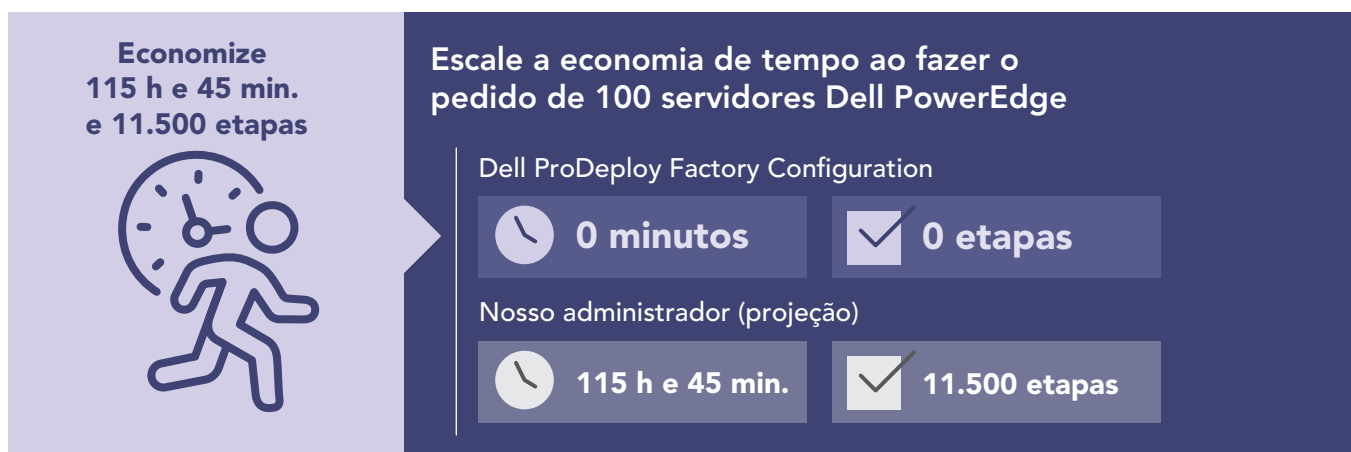 Economize
115 h e 45 min.
e 11.500 etapas
Escale a economia de tempo ao fazer o
pedido de 100 servidores Dell PowerEdge
Dell ProDeploy Factory Configuration
0 minutos
0 etapas
Nosso administrador (projeção)
115 h e 45 min.
11.500 etapas